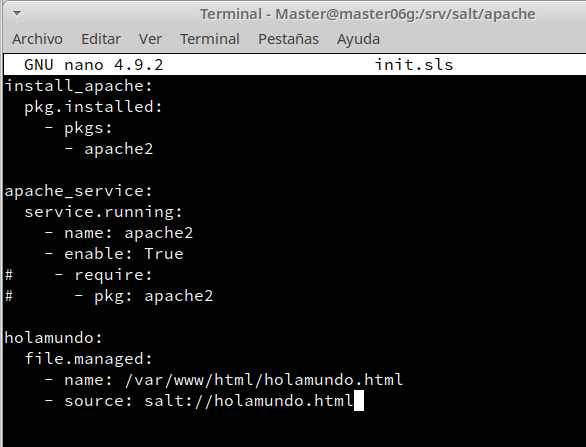 Terminal - Master@master06g:/srv/salt/apache
Archivo Editar Ver Terminal Pestañas Ayuda
GNU nano 4.9.2 init.sls
install_apache:
  pkg.installed:
    - pkgs:
      - apache2

apache_service:
  service.running:
    - name: apache2
    - enable: True
#    - require:
#      - pkg: apache2

holamundo:
  file.managed:
    - name: /var/www/html/holamundo.html
    - source: salt://holamundo.html